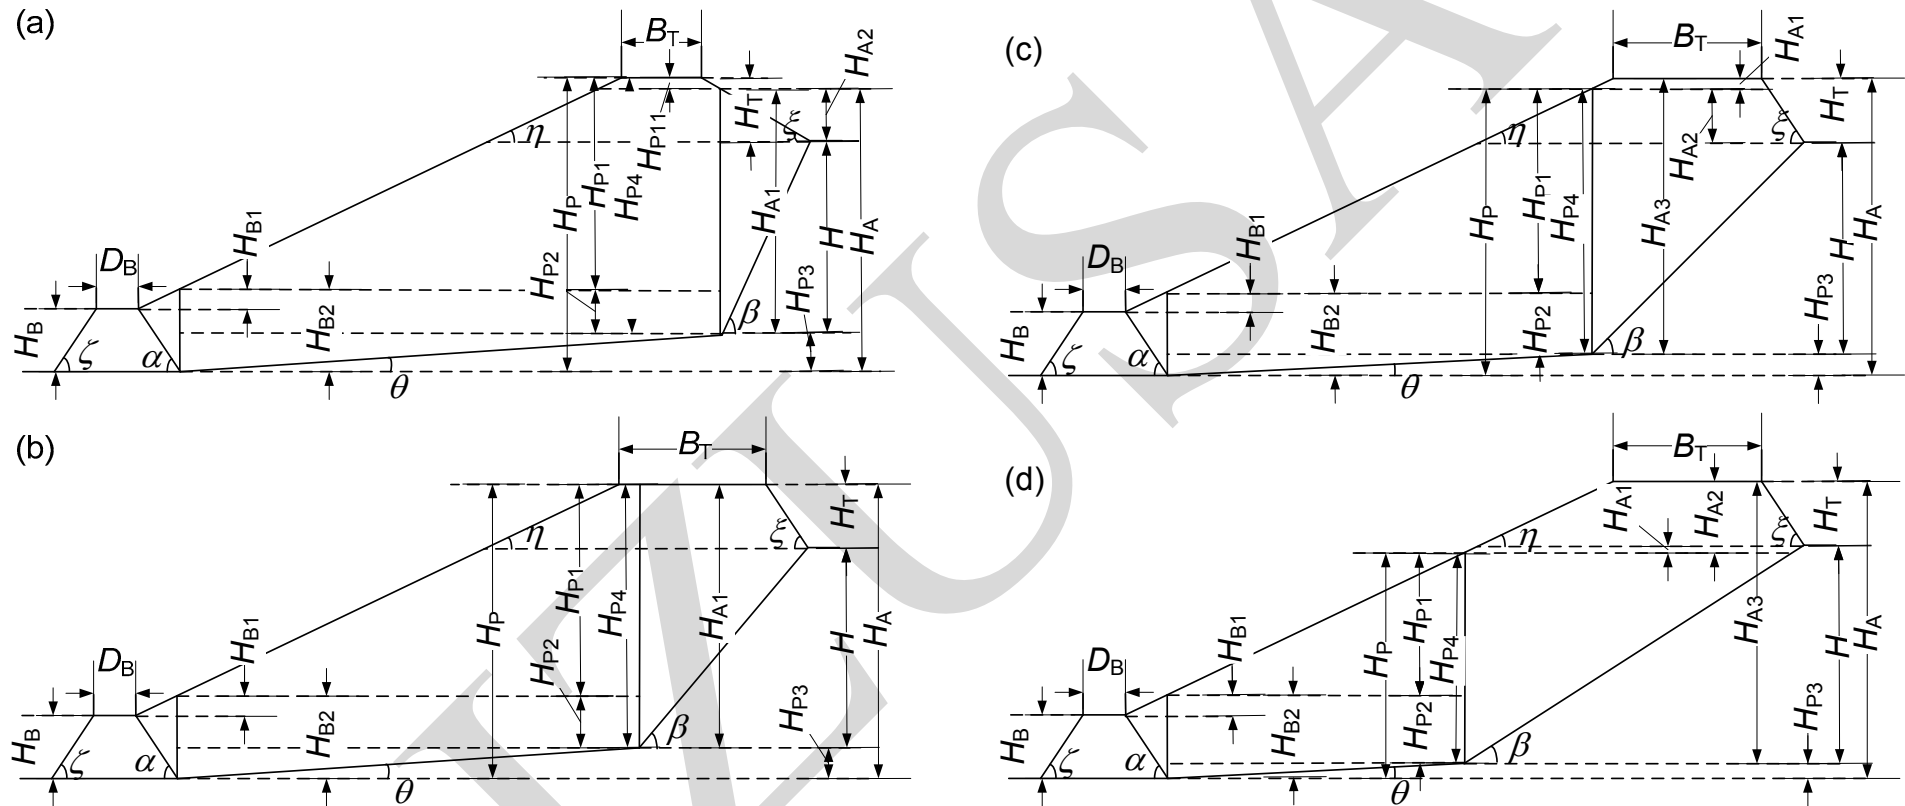 (a)
B_T
H_A2
H_T
ξ
η
H_P11
H_P1
H_P
H_P4
H_A1
H
H_A
H_B1
D_B
H_P2
H_P3
H_B
H_B2
ζ
α
β
θ
(b)
B_T
H_T
ξ
η
H_P1
H_P
H_P4
H_A1
H
H_A
H_B1
H_P2
D_B
H_B2
H_P3
H_B
ζ
α
β
θ
(c)
B_T
H_A1
H_T
ξ
η
H_A2
H_P1
H_P
H_P4
H_A3
H
H_A
H_B1
D_B
H_P3
H_B
H_B2
H_P2
ζ
α
β
θ
(d)
B_T
H_A1
H_A2
H_T
ξ
η
H_B1
H_P1
H_P
H_P4
H_A3
H
H_A
D_B
H_P3
H_B
H_B2
H_P2
ζ
α
β
θ
JZUSA